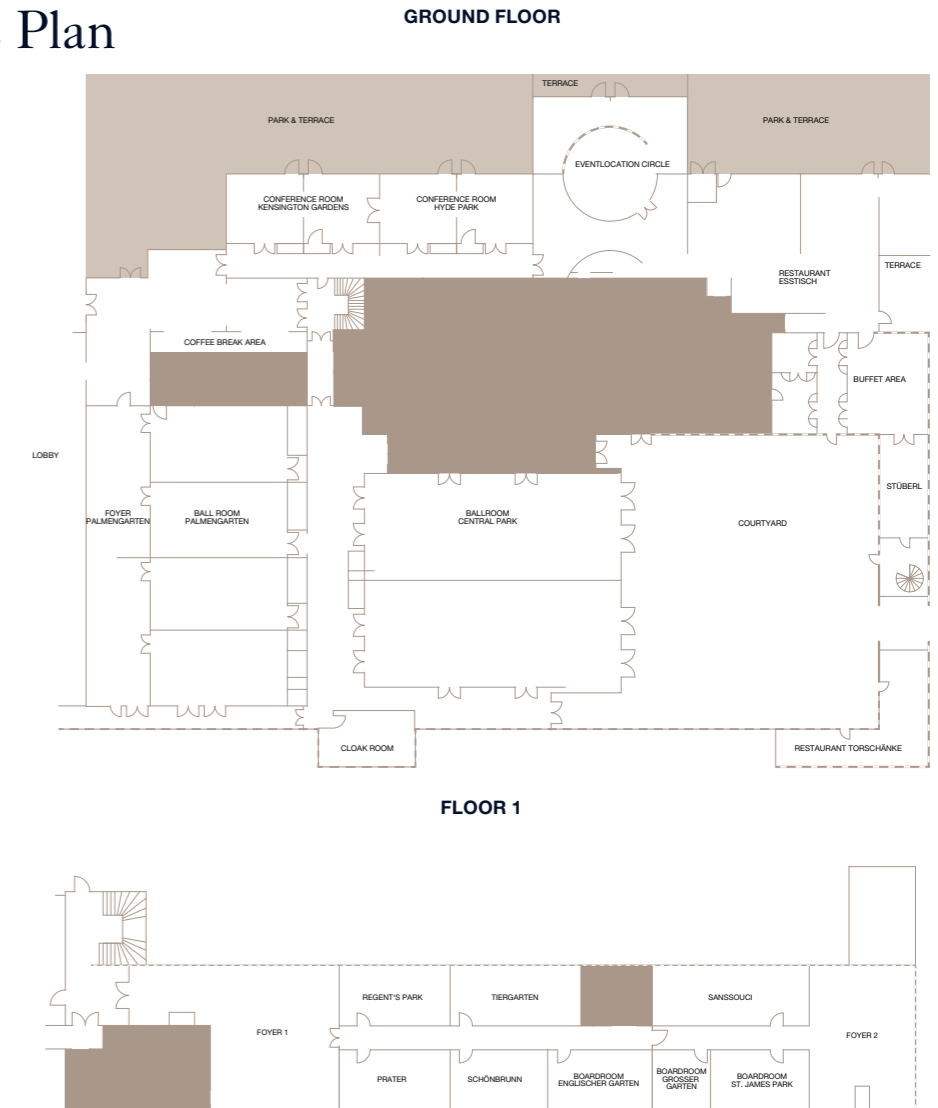 Plan
GROUND FLOOR
TERRACE
PARK & TERRACE
PARK & TERRACE
EVENTLOCATION CIRCLE
CONFERENCE ROOM
KENSINGTON GARDENS
CONFERENCE ROOM
HYDE PARK
TERRACE
RESTAURANT
ESSTISCH
COFFEE BREAK AREA
BUFFET AREA
LOBBY
STÜBERL
FOYER
PALMENGARTEN
BALL ROOM
PALMENGARTEN
BALLROOM
CENTRAL PARK
COURTYARD
CLOAK ROOM
RESTAURANT TORSCHÄNKE
FLOOR 1
REGENT'S PARK
TIERGARTEN
SANSSOUCI
FOYER 1
FOYER 2
PRATER
SCHÖNBRUNN
BOARDROOM
ENGLISCHER GARTEN
BOARDROOM
GROSSER
GARTEN
BOARDROOM
ST. JAMES PARK